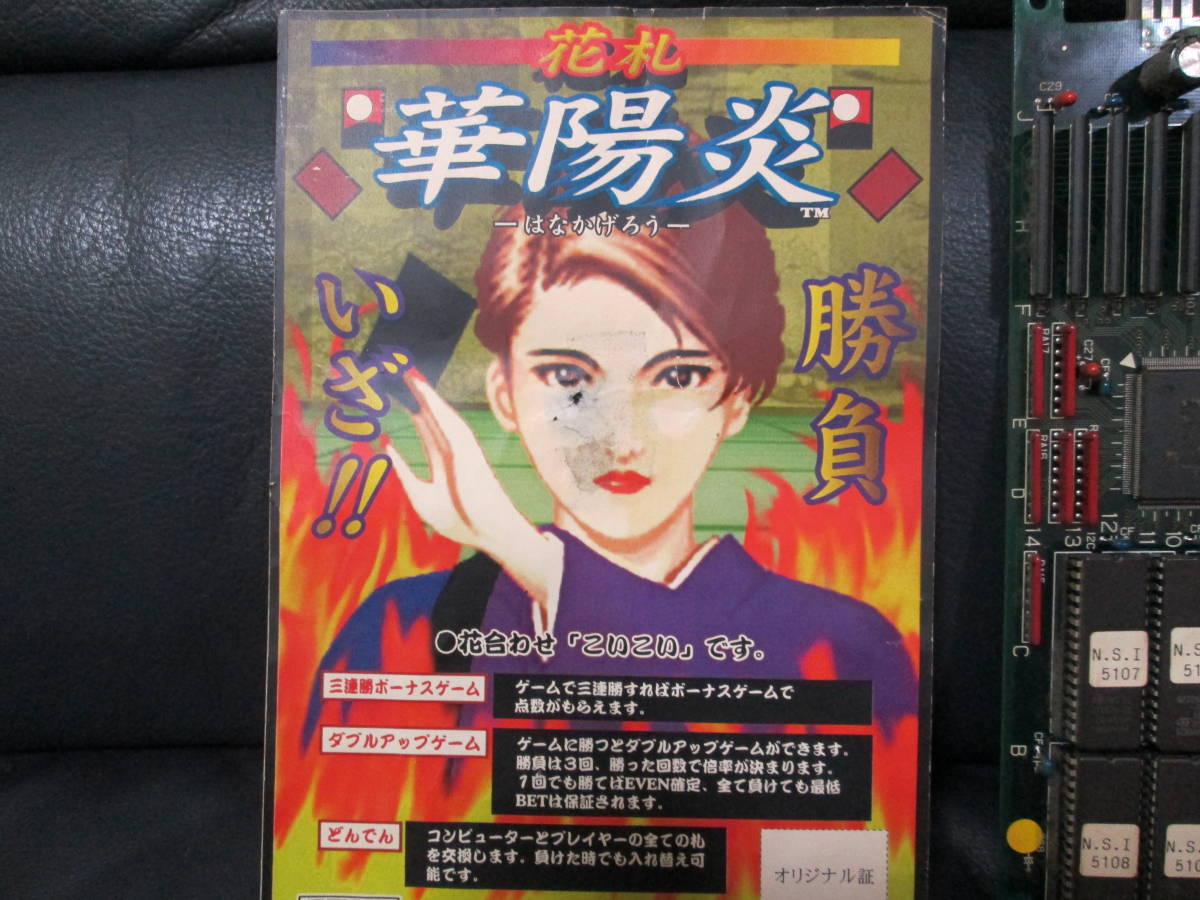 花札
華陽炎
TM
―はなかげろう―
いざ!!
勝負
●花合わせ「こいこい」です。
三連勝ボーナスゲーム
ゲームで三連勝すればボーナスゲームで
点数がもらえます。
ダブルアップゲーム
ゲームに勝つとダブルアップゲームができます。
勝負は3回、勝った回数で倍率が決まります。
1回でも勝てばEVEN確定、全て負けても最低
BETは保証されます。
どんでん
コンピューターとプレイヤーの全ての札
を交換します。負けた時でも入れ替え可
能です。
オリジナル証
C29
J
H
F
RA17
C27
E
RA16
D
14
13
12
11
10
C
B
N.S.I
5107
N.S.I
5108